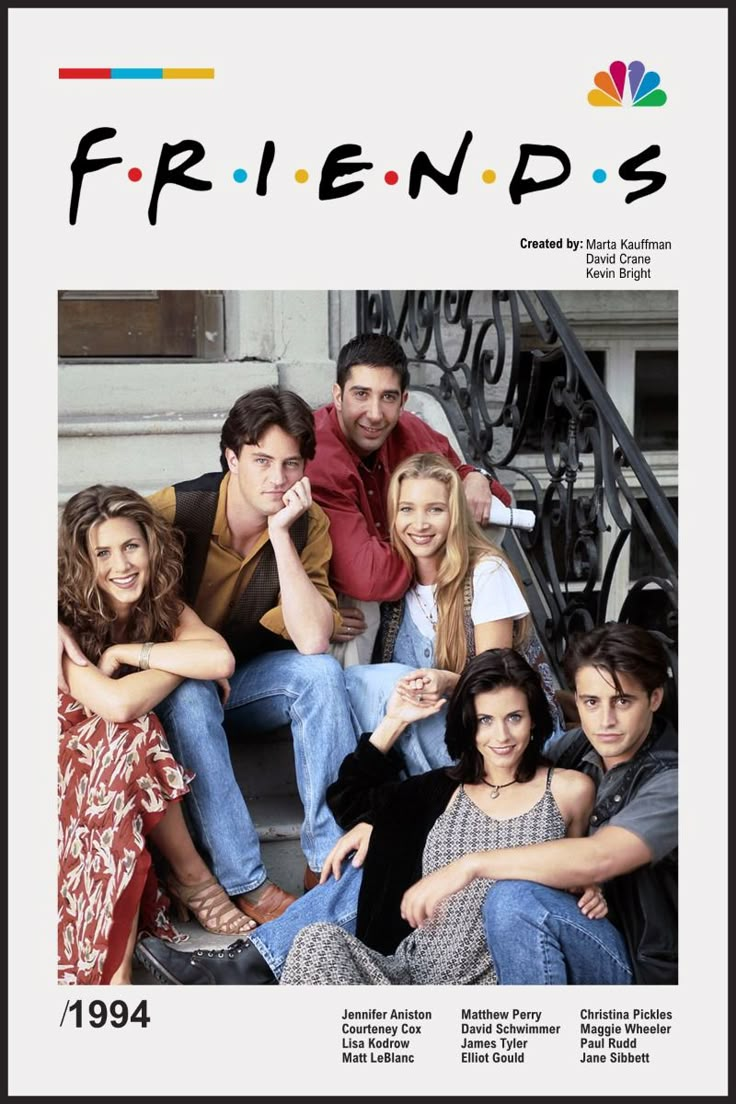 F·R·I·E·N·D·S
Created by: Marta Kauffman
David Crane
Kevin Bright
/1994
Jennifer Aniston
Courteney Cox
Lisa Kodrow
Matt LeBlanc
Matthew Perry
David Schwimmer
James Tyler
Elliot Gould
Christina Pickles
Maggie Wheeler
Paul Rudd
Jane Sibbett